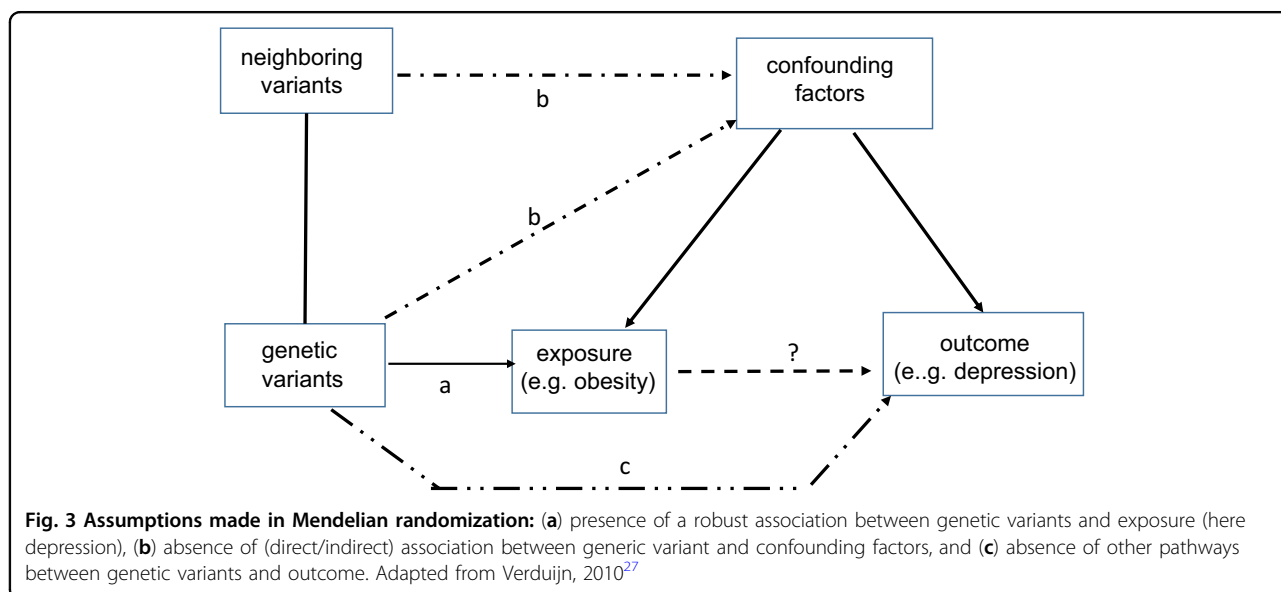 neighboring
variants
confounding
factors
b
b
genetic
variants
a
exposure
(e.g. obesity)
?
outcome
(e..g. depression)
c
Fig. 3 Assumptions made in Mendelian randomization: (a) presence of a robust association between genetic variants and exposure (here
depression), (b) absence of (direct/indirect) association between generic variant and confounding factors, and (c) absence of other pathways
between genetic variants and outcome. Adapted from Verduijn, 2010²⁷